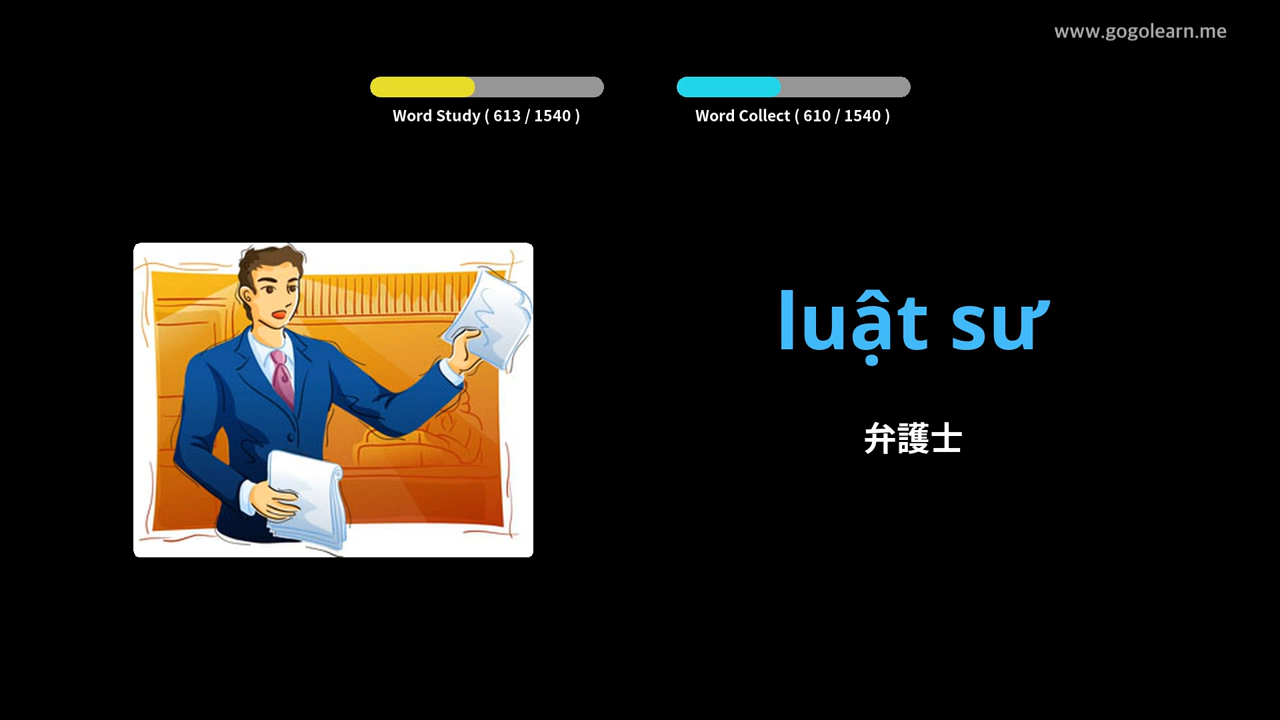 www.gogolearn.me
Word Study ( 613 / 1540 )
Word Collect ( 610 / 1540 )
luật sư
弁護士